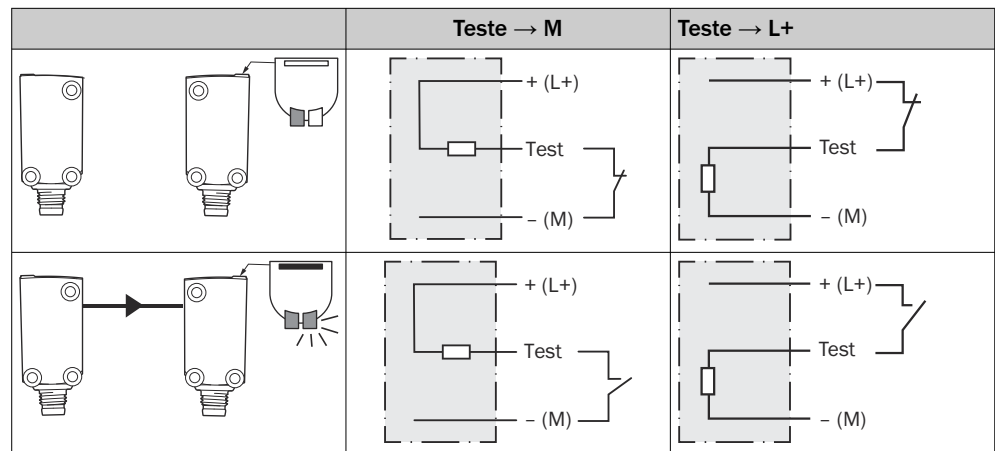 Teste → M
Teste → L+
+ (L+)
Test
– (M)
+ (L+)
Test
– (M)
+ (L+)
Test
– (M)
+ (L+)
Test
– (M)